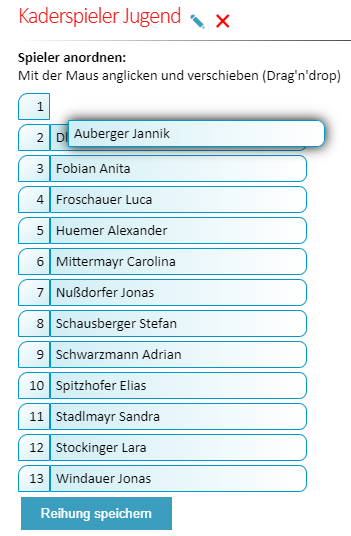 Kaderspieler Jugend
Spieler anordnen:
Mit der Maus anglicken und verschieben (Drag'n'drop)
1
Auberger Jannik
2
3 Fobian Anita
4 Froschauer Luca
5 Huemer Alexander
6 Mittermayr Carolina
7 Nußdorfer Jonas
8 Schausberger Stefan
9 Schwarzmann Adrian
10 Spitzhofer Elias
11 Stadlmayr Sandra
12 Stockinger Lara
13 Windauer Jonas
Reihung speichern